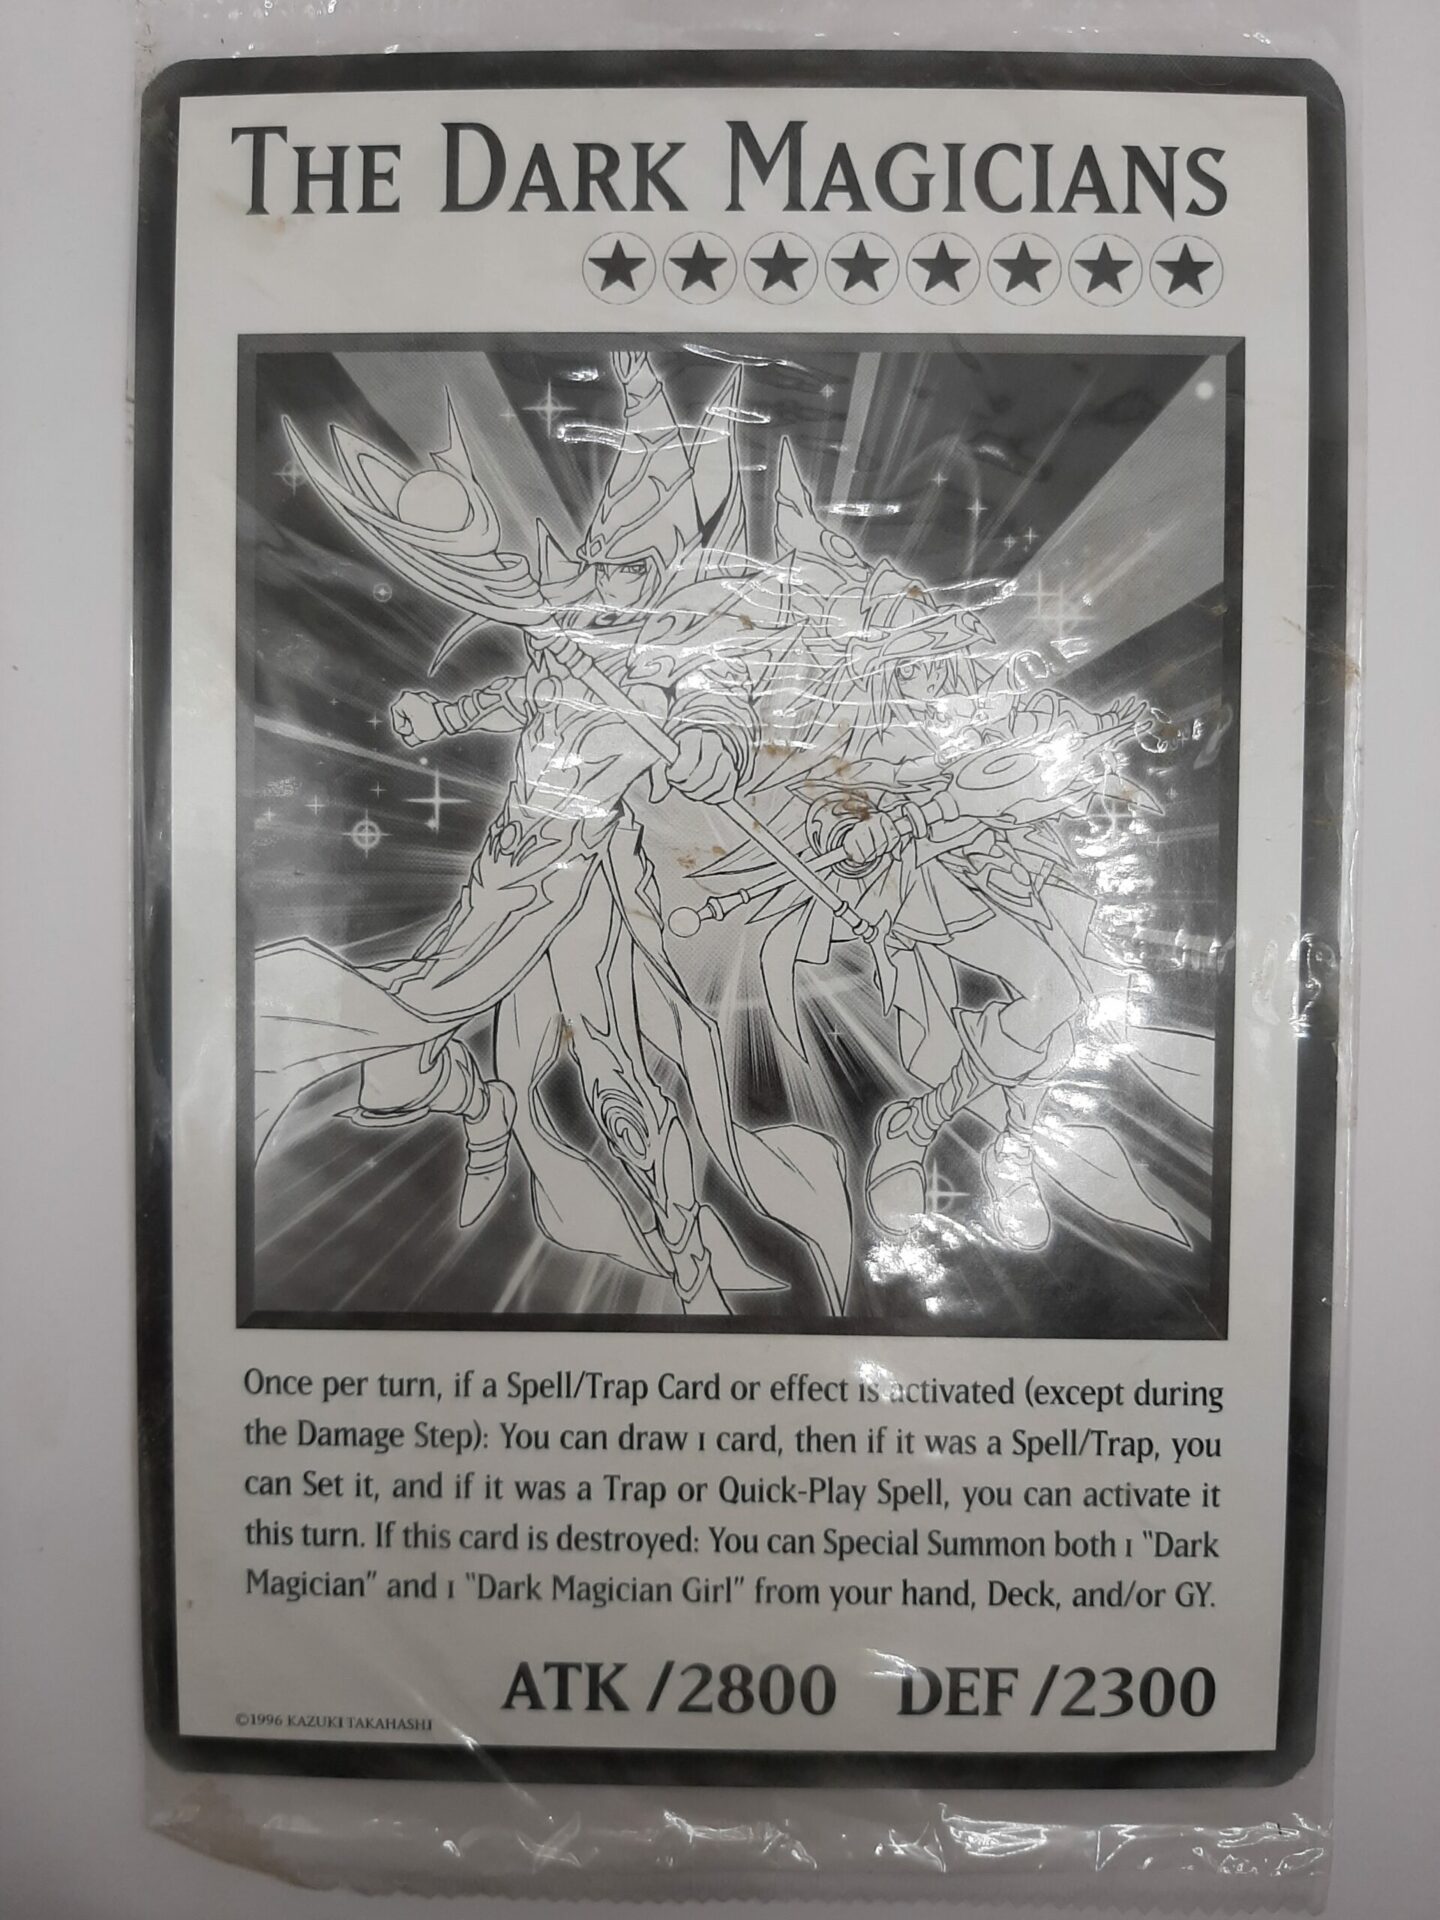 THE DARK MAGICIANS
Once per turn, if a Spell/Trap Card or effect is activated (except during
the Damage Step): You can draw 1 card, then if it was a Spell/Trap, you
can Set it, and if it was a Trap or Quick-Play Spell, you can activate it
this turn. If this card is destroyed: You can Special Summon both 1 "Dark
Magician" and 1 "Dark Magician Girl" from your hand, Deck, and/or GY.
ATK /2800 DEF /2300
©1996 KAZUKI TAKAHASHI